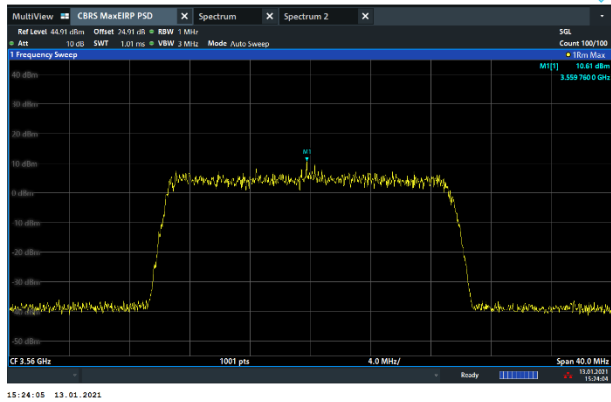 MultiView CBRS MaxEIRP PSD X Spectrum X Spectrum 2 X
Ref Level 44.91 dBm Offset 24.91 dB RBW 1 MHz SGL
Att 10 dB SWT 1.01 ms VBW 3 MHz Mode Auto Sweep Count 100/100
1 Frequency Sweep 1Rm Max
M1[1] 10.61 dBm
3.559 760 0 GHz
40 dBm
30 dBm
20 dBm
M1
10 dBm
0 dBm
-10 dBm
-20 dBm
-30 dBm
-40 dBm
-50 dBm
CF 3.56 GHz 1001 pts 4.0 MHz/ Span 40.0 MHz
Ready 13.01.2021
15:24:04
15:24:05 13.01.2021